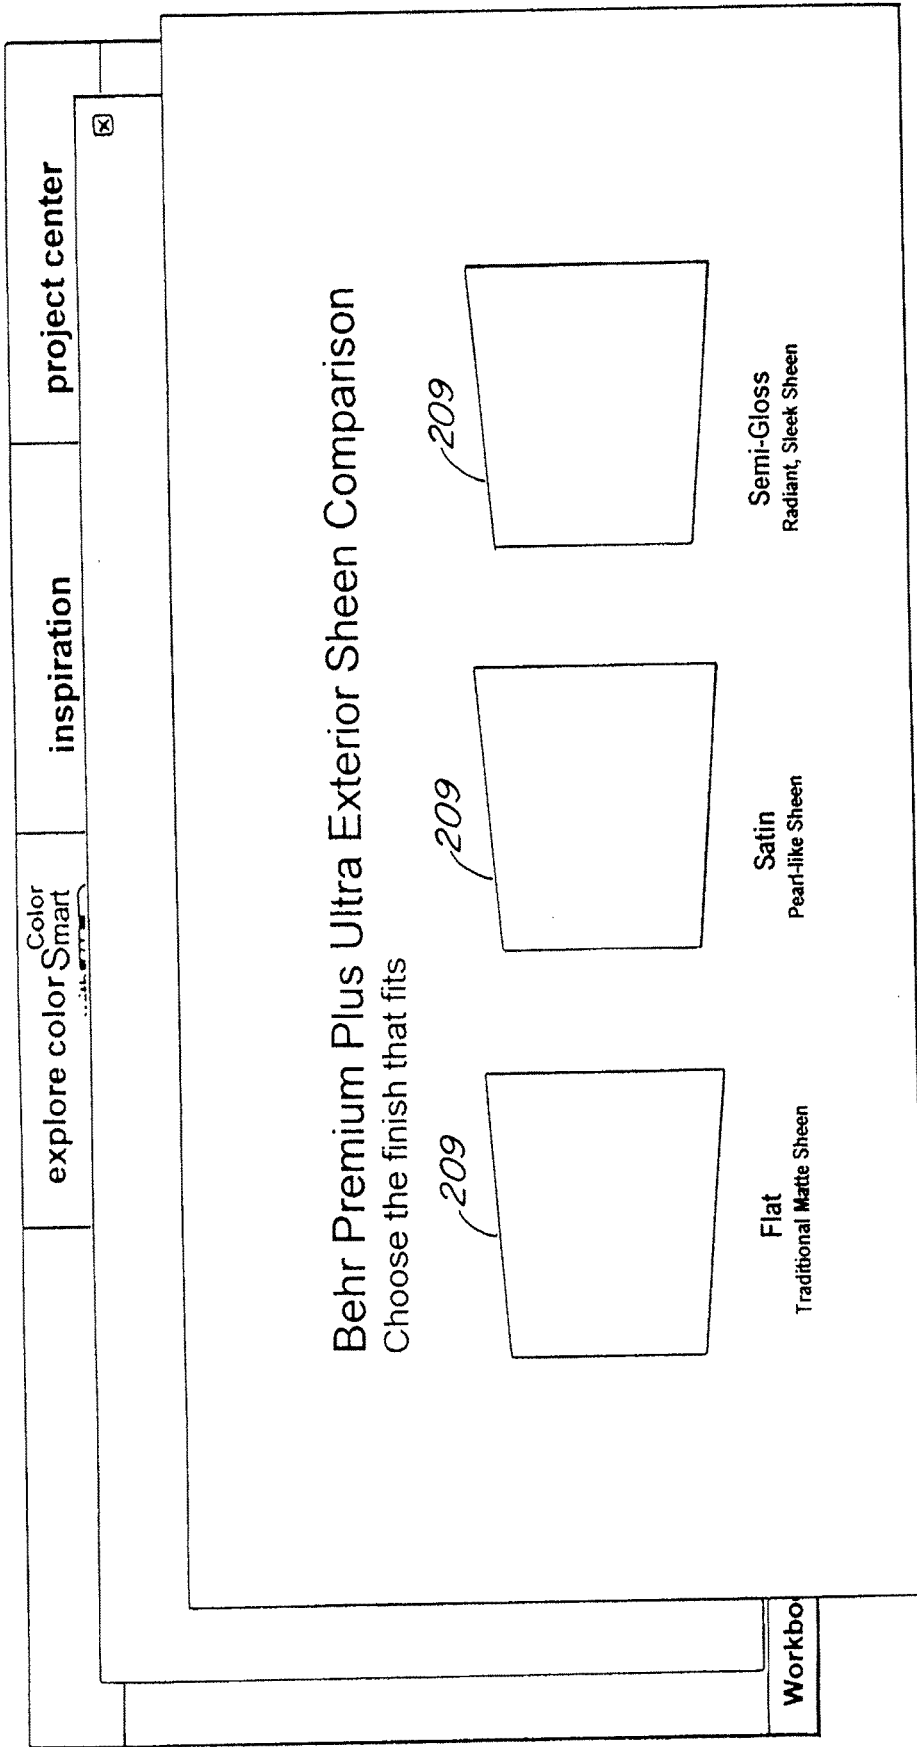 explore color
Color
Smart
inspiration
project center
Behr Premium Plus Ultra Exterior Sheen Comparison
Choose the finish that fits
209
209
209
Flat
Traditional Matte Sheen
Satin
Pearl-like Sheen
Semi-Gloss
Radiant, Sleek Sheen
Workbo